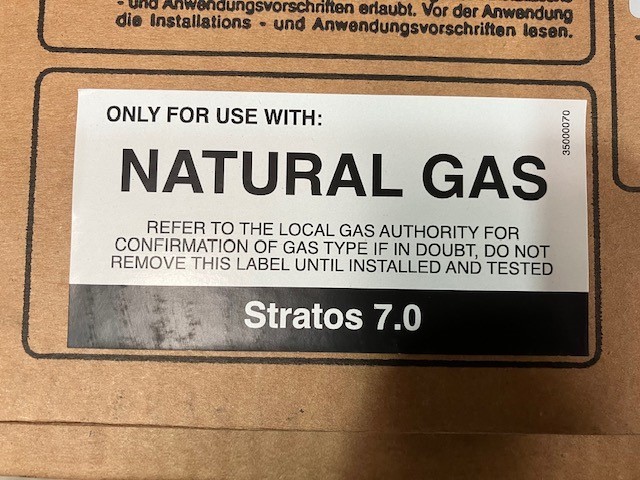 - und Anwendungsvorschriften erlaubt. Vor der Anwendung
die Installations - und Anwendungsvorschriften lesen.
ONLY FOR USE WITH:
35000070
NATURAL GAS
REFER TO THE LOCAL GAS AUTHORITY FOR
CONFIRMATION OF GAS TYPE IF IN DOUBT, DO NOT
REMOVE THIS LABEL UNTIL INSTALLED AND TESTED
Stratos 7.0